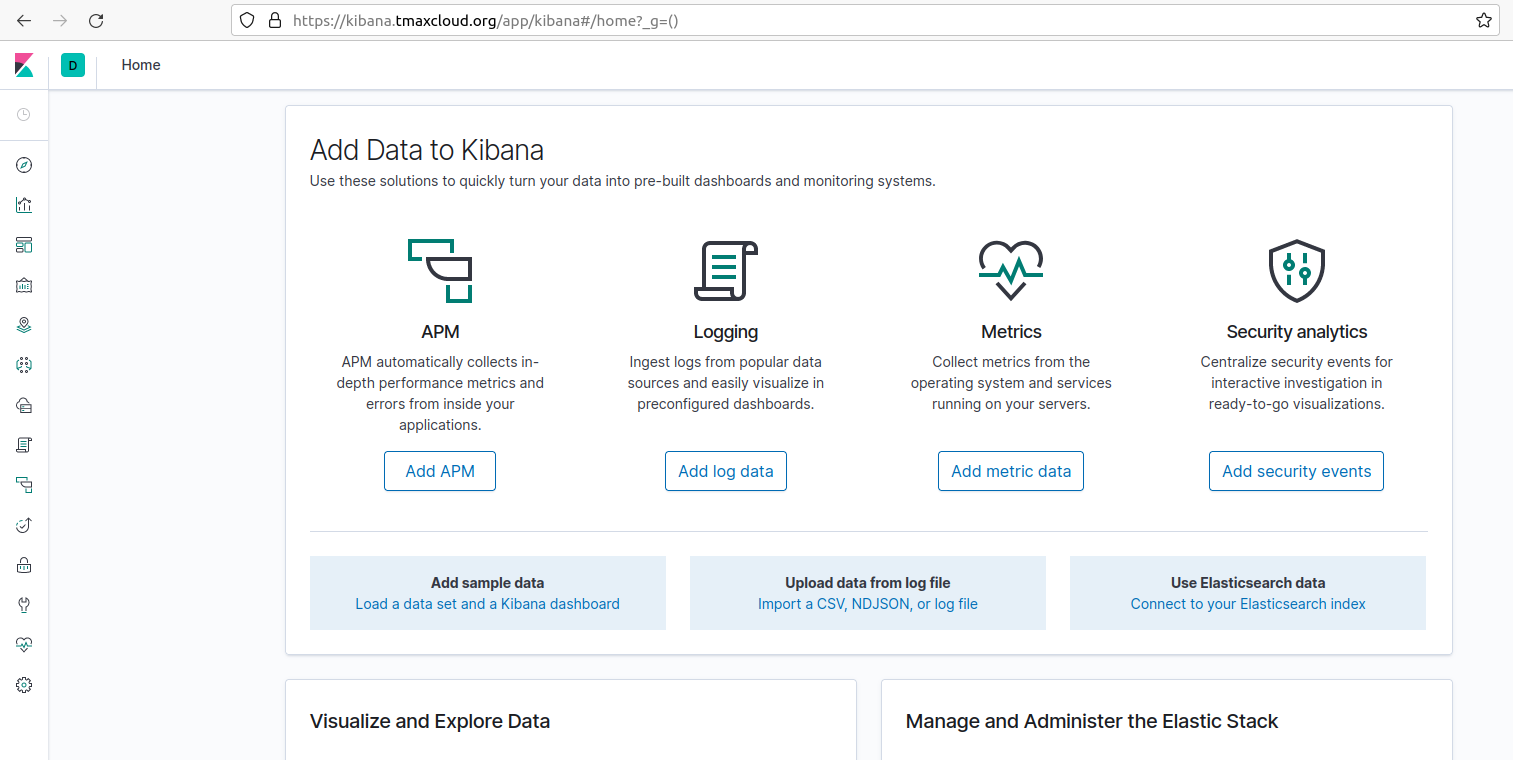 https://kibana.tmaxcloud.org/app/kibana#/home?_g=()
D
Home
Add Data to Kibana
Use these solutions to quickly turn your data into pre-built dashboards and monitoring systems.
APM
APM automatically collects in-
depth performance metrics and
errors from inside your
applications.
Add APM
Logging
Ingest logs from popular data
sources and easily visualize in
preconfigured dashboards.
Add log data
Metrics
Collect metrics from the
operating system and services
running on your servers.
Add metric data
Security analytics
Centralize security events for
interactive investigation in
ready-to-go visualizations.
Add security events
Add sample data
Load a data set and a Kibana dashboard
Upload data from log file
Import a CSV, NDJSON, or log file
Use Elasticsearch data
Connect to your Elasticsearch index
Visualize and Explore Data
Manage and Administer the Elastic Stack